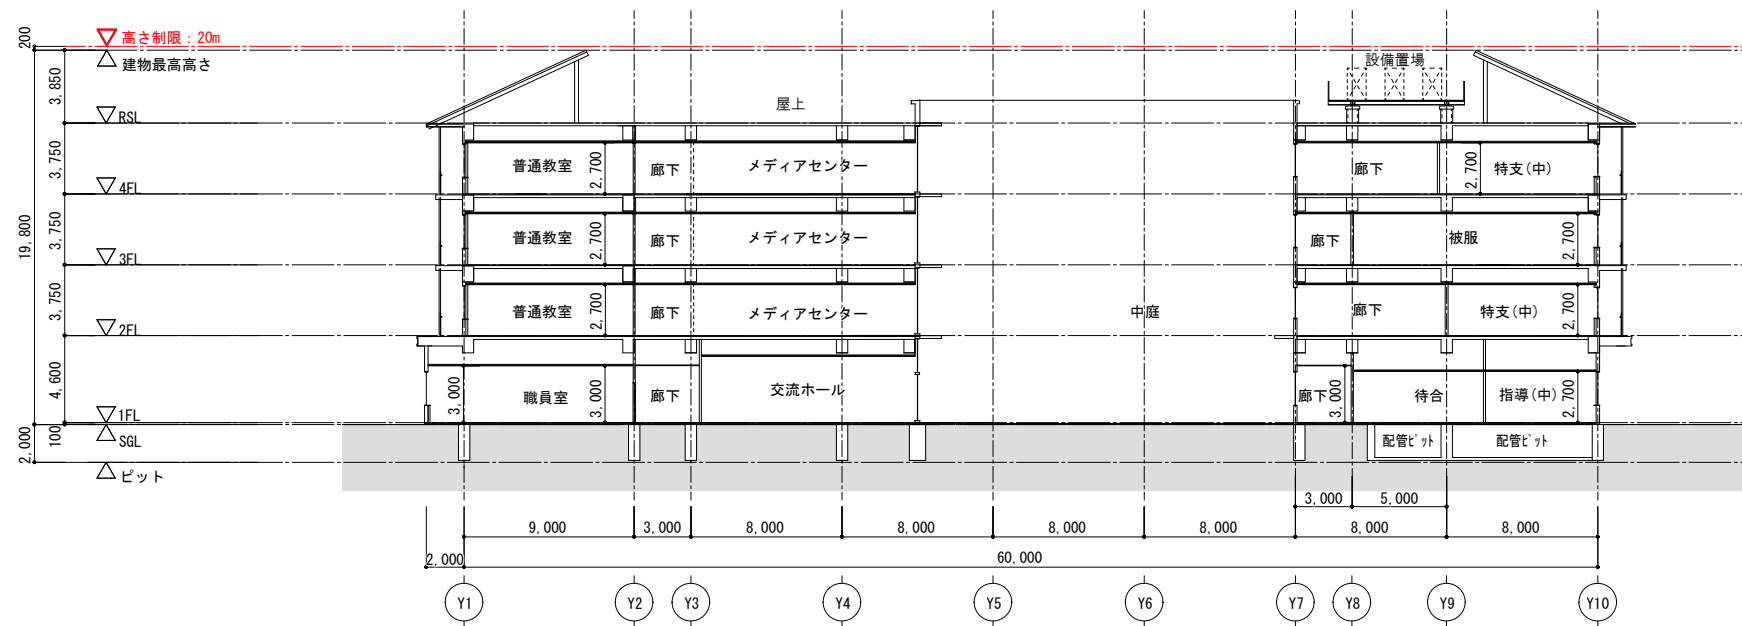 高さ制限：20m
建物最高高さ
200
3,850
設備置場
屋上
RSL
3,750
普通教室
2,700
廊下
メディアセンター
廊下
2,700
特支(中)
4FL
19,800
3,750
普通教室
2,700
廊下
メディアセンター
廊下
被服
2,700
3FL
3,750
普通教室
2,700
廊下
メディアセンター
中庭
廊下
特支(中)
2,700
2FL
4,600
3,000
職員室
3,000
廊下
交流ホール
廊下
3,000
待合
指導(中)
2,700
1FL
2,000
100
SGL
配管ピット
配管ピット
ピット
3,000
5,000
9,000
3,000
8,000
8,000
8,000
8,000
8,000
8,000
2,000
60,000
Y1
Y2
Y3
Y4
Y5
Y6
Y7
Y8
Y9
Y10